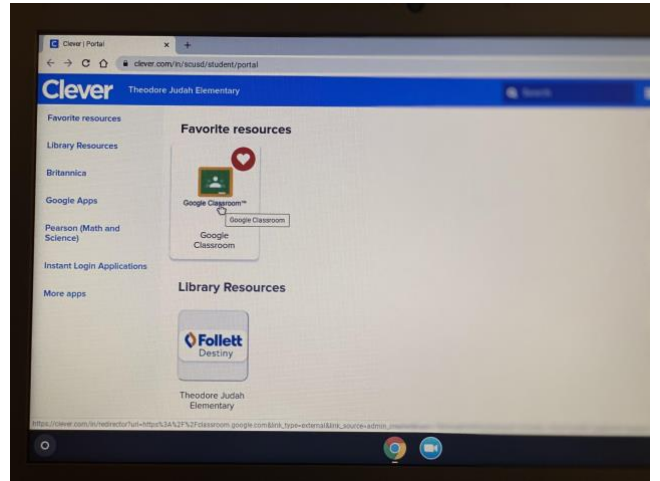 Clever | Portal
clever.com/in/scusd/student/portal
Clever
Theodore Judah Elementary
Search
Favorite resources
Library Resources
Britannica
Google Apps
Pearson (Math and
Science)
Instant Login Applications
More apps
Favorite resources
Google Classroom™
Google Classroom
Google
Classroom
Library Resources
Follett
Destiny
Theodore Judah
Elementary